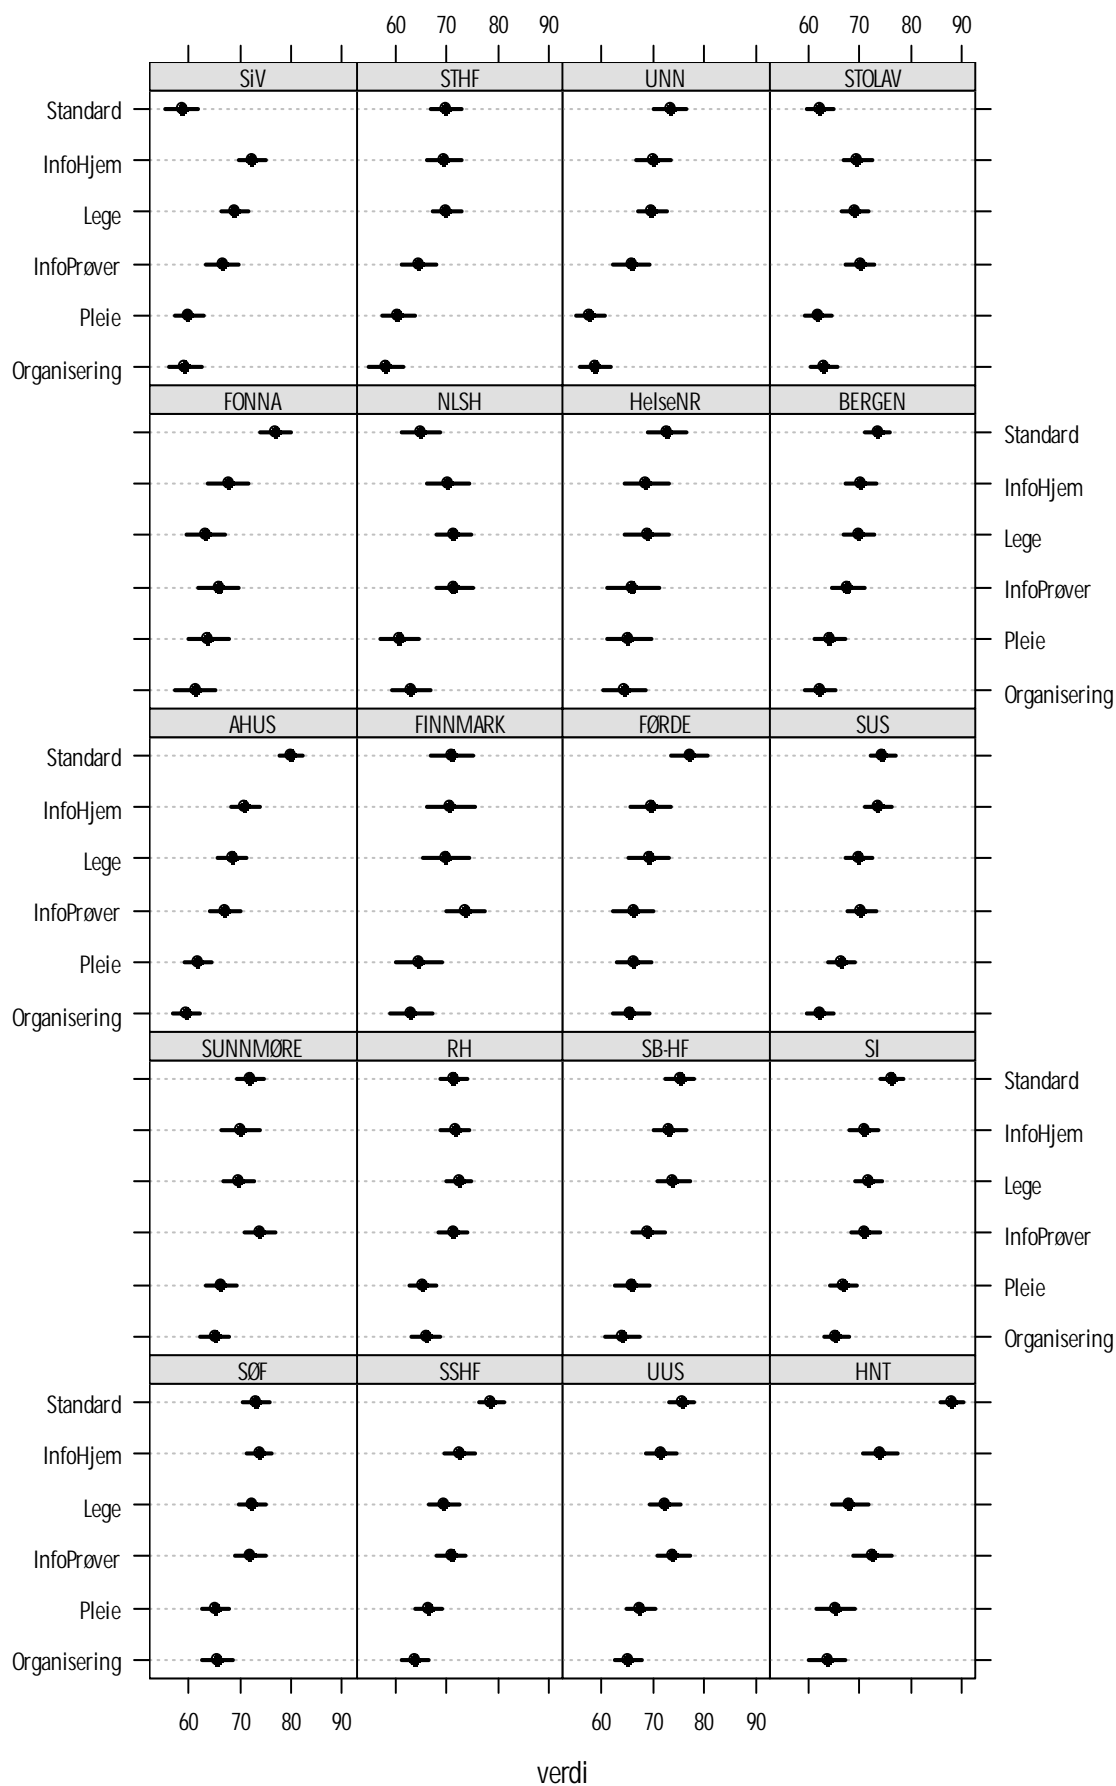 60 70 80 90 60 70 80 90
SiV STHF UNN STOLAV
Standard
InfoHjem
Lege
InfoPrøver
Pleie
Organisering
FONNA NLSH HelseNR BERGEN
Standard
InfoHjem
Lege
InfoPrøver
Pleie
Organisering
AHUS FINNMARK FØRDE SUS
Standard
InfoHjem
Lege
InfoPrøver
Pleie
Organisering
SUNNMØRE RH SB-HF SI
Standard
InfoHjem
Lege
InfoPrøver
Pleie
Organisering
SØF SSHF UUS HNT
Standard
InfoHjem
Lege
InfoPrøver
Pleie
Organisering
60 70 80 90 60 70 80 90
verdi